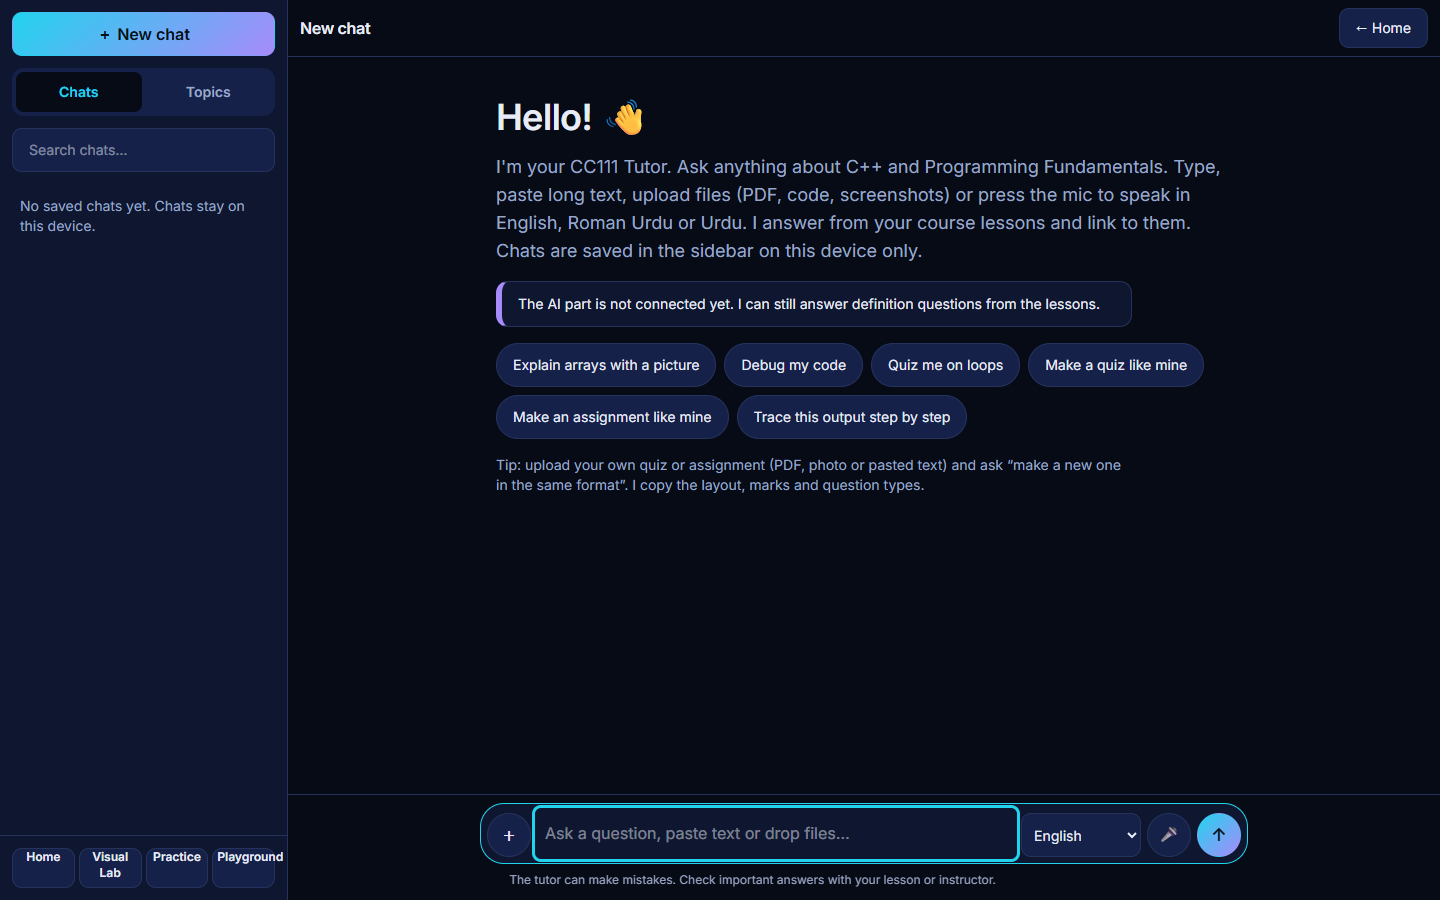 + New chat
Chats
Topics
Search chats...
No saved chats yet. Chats stay on
this device.
Home
Visual
Lab
Practice
Playground
New chat
← Home
Hello! 👋
I'm your CC111 Tutor. Ask anything about C++ and Programming Fundamentals. Type,
paste long text, upload files (PDF, code, screenshots) or press the mic to speak in
English, Roman Urdu or Urdu. I answer from your course lessons and link to them.
Chats are saved in the sidebar on this device only.
The AI part is not connected yet. I can still answer definition questions from the lessons.
Explain arrays with a picture
Debug my code
Quiz me on loops
Make a quiz like mine
Make an assignment like mine
Trace this output step by step
Tip: upload your own quiz or assignment (PDF, photo or pasted text) and ask “make a new one
in the same format”. I copy the layout, marks and question types.
+
Ask a question, paste text or drop files...
English
↑
The tutor can make mistakes. Check important answers with your lesson or instructor.